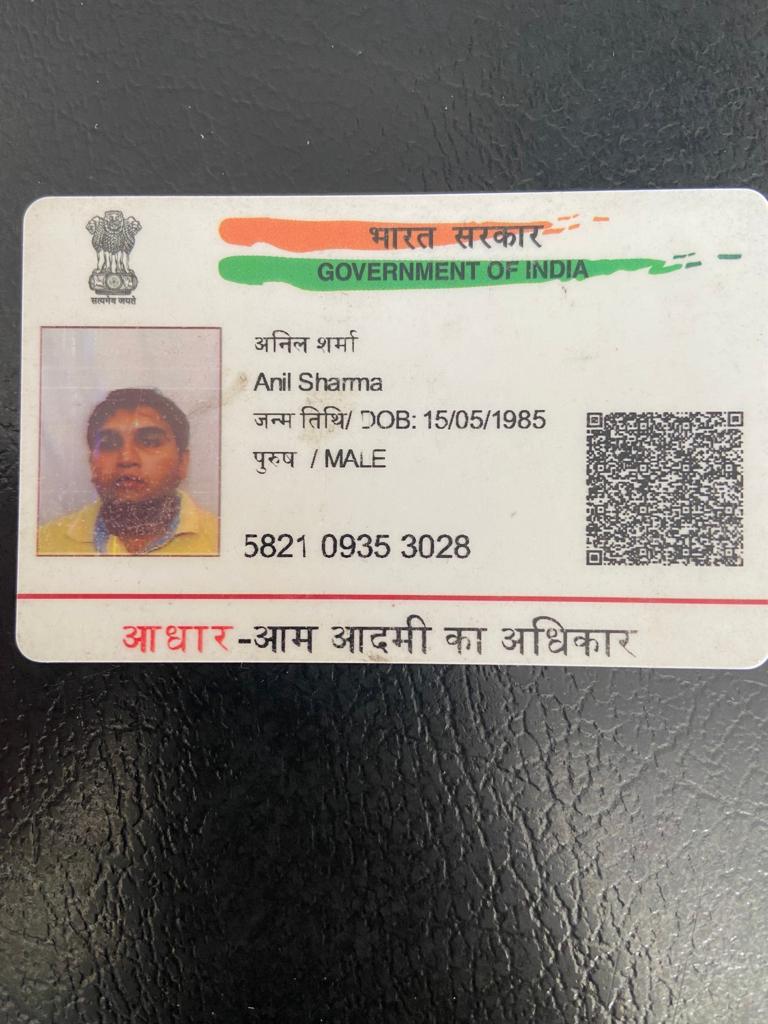 भारत सरकार
GOVERNMENT OF INDIA
सत्यमेव जयते
अनिल शर्मा
Anil Sharma
जन्म तिथि/ DOB: 15/05/1985
पुरुष / MALE
5821 0935 3028
आधार-आम आदमी का अधिकार